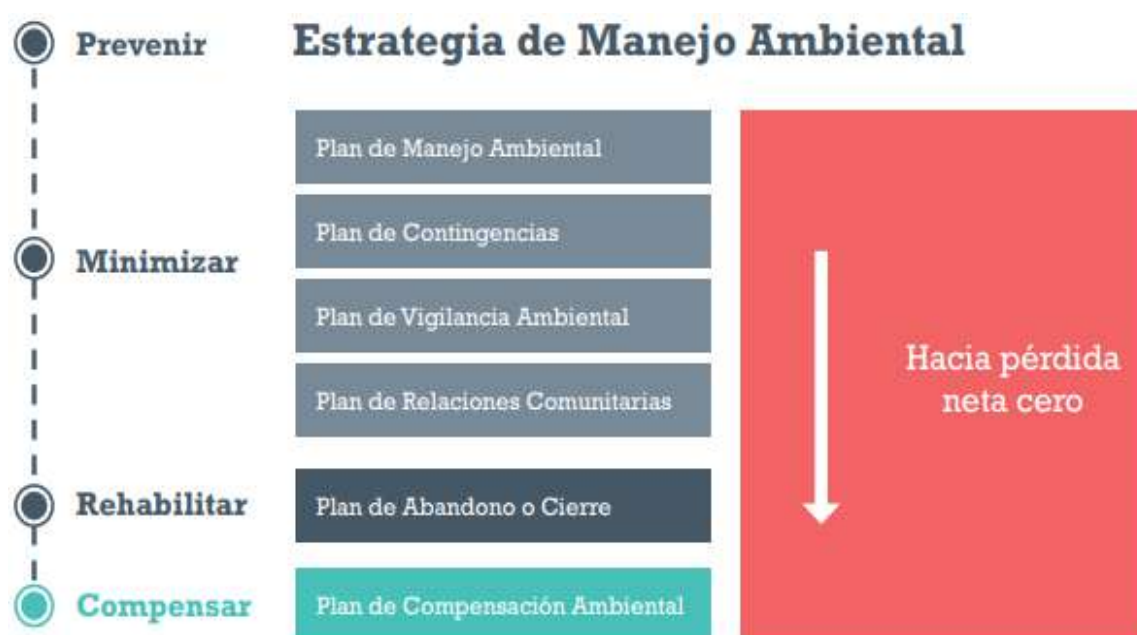 Prevenir
Estrategia de Manejo Ambiental
Plan de Manejo Ambiental
Plan de Contingencias
Minimizar
Plan de Vigilancia Ambiental
Plan de Relaciones Comunitarias
Hacia pérdida
neta cero
Rehabilitar
Plan de Abandono o Cierre
Compensar
Plan de Compensación Ambiental